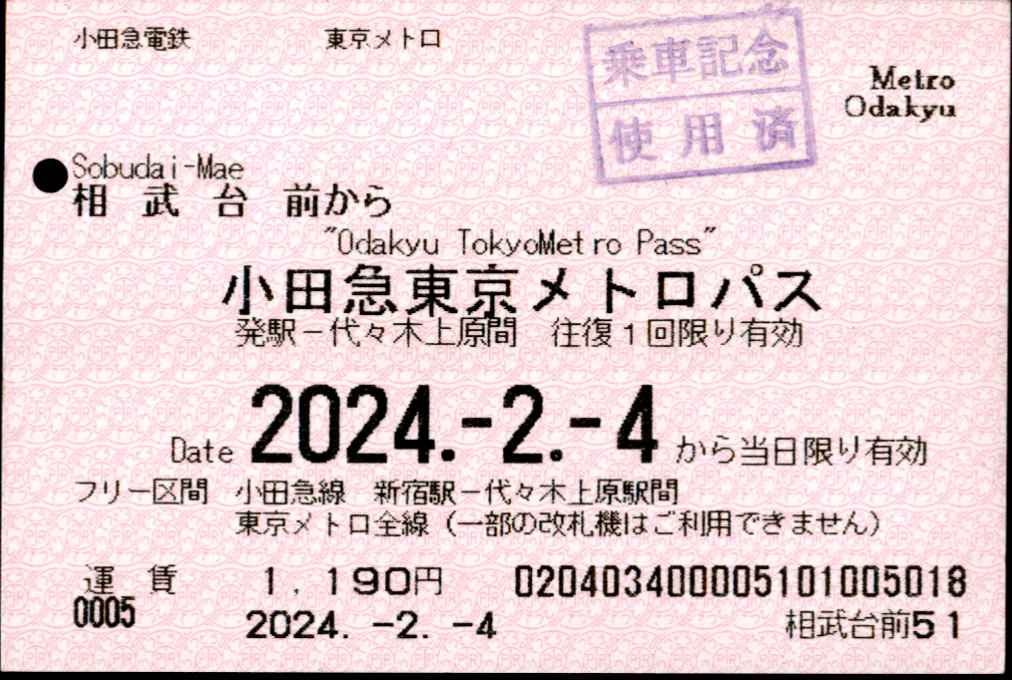 小田急電鉄 東京メトロ
乗車記念
使用済
Metro
Odakyu
Sobudai-Mae
相武台前から
"Odakyu TokyoMetro Pass"
小田急東京メトロパス
発駅-代々木上原間 往復1回限り有効
Date 2024.-2.-4 から当日限り有効
フリー区間 小田急線 新宿駅-代々木上原駅間
東京メトロ全線（一部の改札機はご利用できません）
運賃 1,190円 020403400005101005018
0005 2024.-2.-4 相武台前51